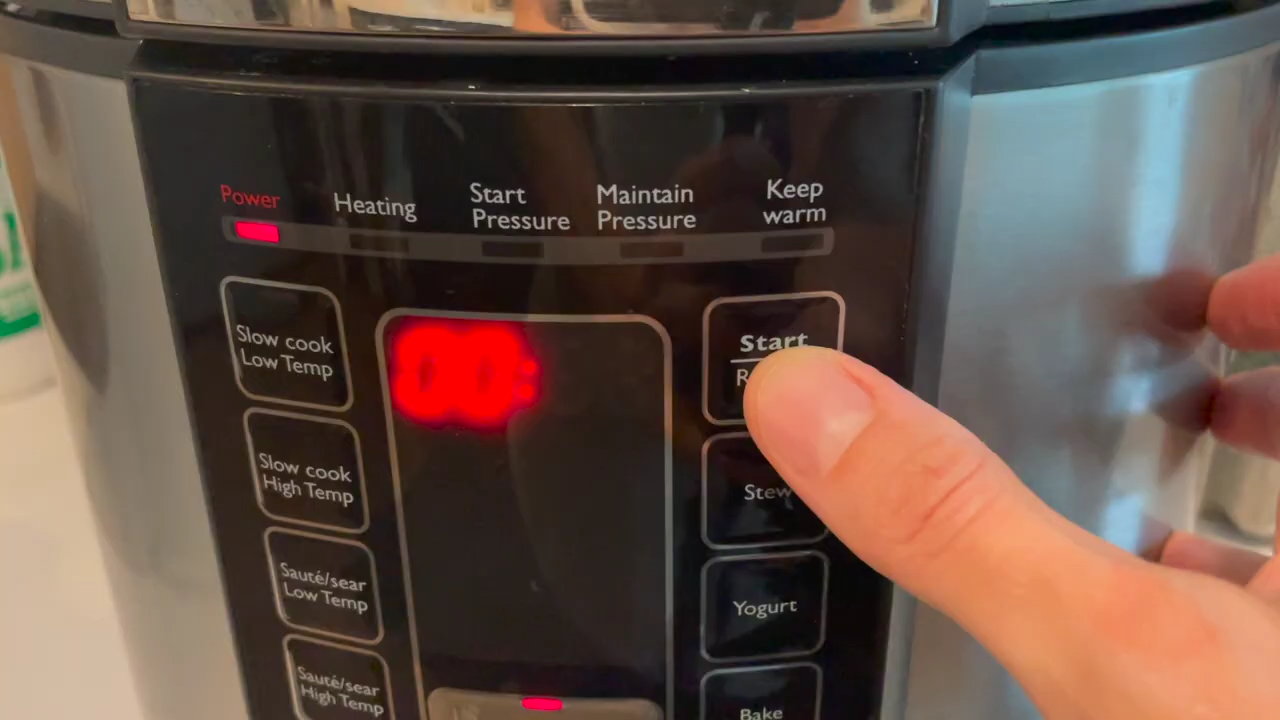 Power
Heating
Start
Pressure
Maintain
Pressure
Keep
warm
Slow cook
Low Temp
00:
Start
Slow cook
High Temp
Stew
Sauté/sear
Low Temp
Yogurt
Sauté/sear
High Temp
Bake